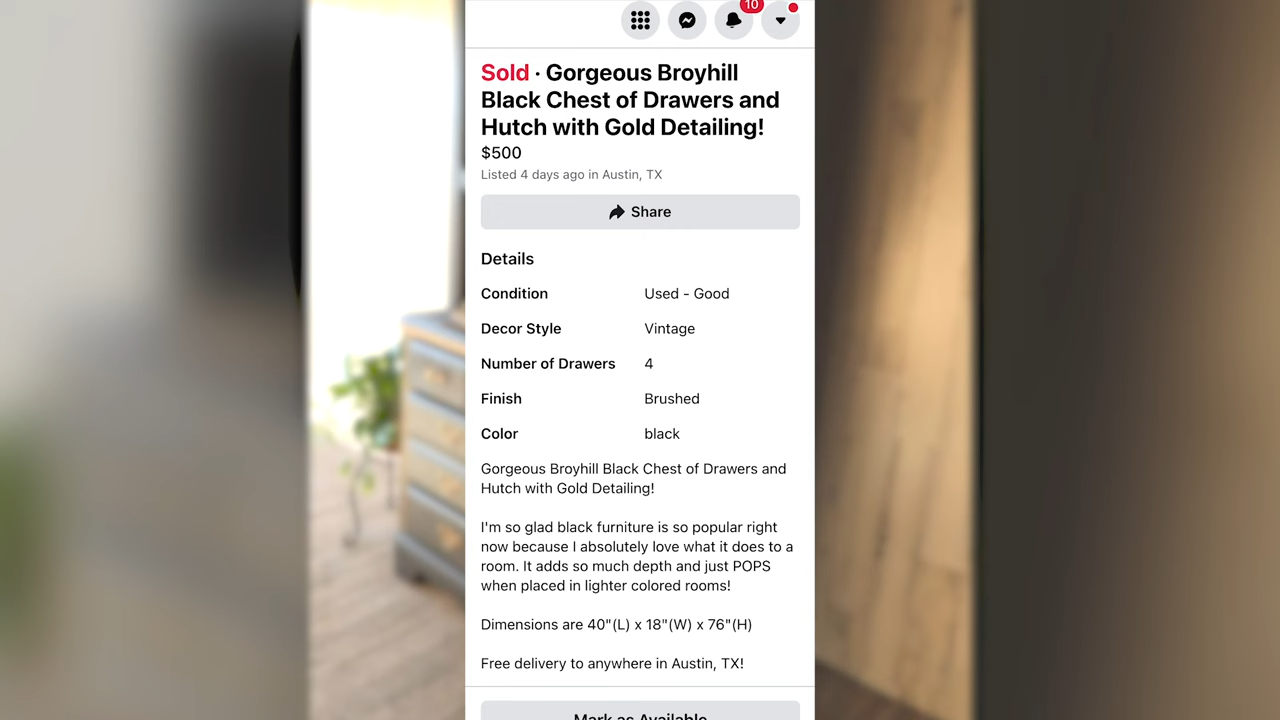 10
Sold · Gorgeous Broyhill
Black Chest of Drawers and
Hutch with Gold Detailing!
$500
Listed 4 days ago in Austin, TX
Share
Details
Condition Used - Good
Decor Style Vintage
Number of Drawers 4
Finish Brushed
Color black
Gorgeous Broyhill Black Chest of Drawers and
Hutch with Gold Detailing!
I'm so glad black furniture is so popular right
now because I absolutely love what it does to a
room. It adds so much depth and just POPS
when placed in lighter colored rooms!
Dimensions are 40"(L) x 18"(W) x 76"(H)
Free delivery to anywhere in Austin, TX!
Mark as Available